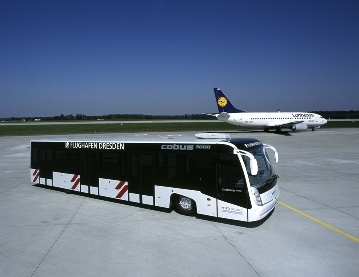 FLUGHAFEN DRESDEN
cobus 3000
Lufthansa